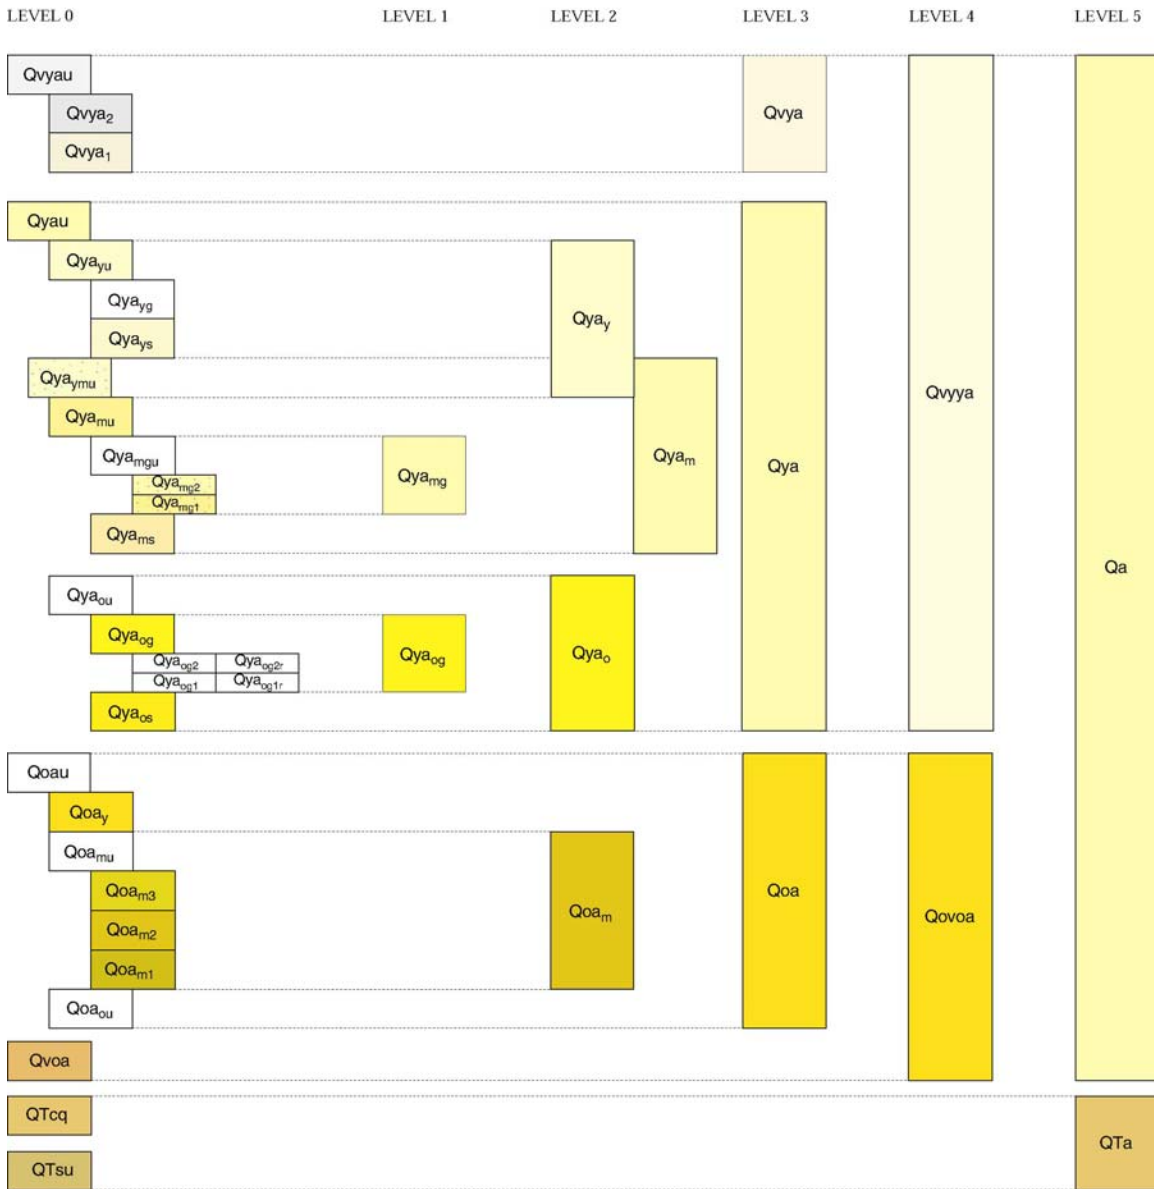 LEVEL 0 LEVEL 1 LEVEL 2 LEVEL 3 LEVEL 4 LEVEL 5
Qvyau
Qvya2
Qvya
Qvya1
Qyau
Qyayu
Qyayg
Qyay
Qyays
Qyaymu
Qvyya
Qyamu
Qyamgu
Qyam
Qya
Qyamg
Qyamg2
Qyamg1
Qyams
Qa
Qyaou
Qyaog
Qyaog
Qyao
Qyaog2 Qyaog2r
Qyaog1 Qyaog1r
Qyaos
Qoau
Qoay
Qoamu
Qoam3
Qoa
Qoam
Qovoa
Qoam2
Qoam1
Qoaou
Qvoa
QTcq
QTa
QTsu